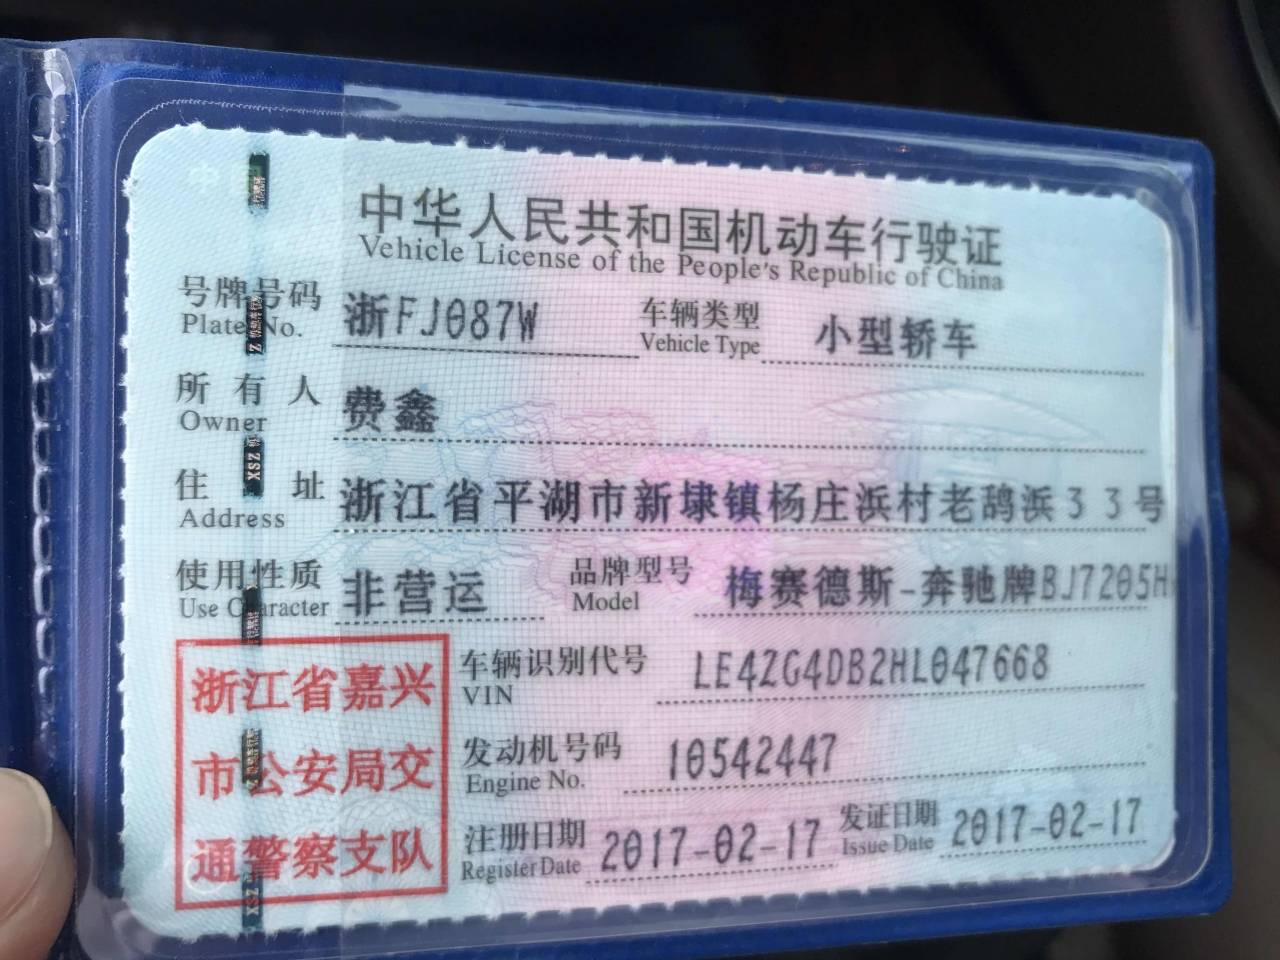 中华人民共和国机动车行驶证
Vehicle License of the People's Republic of China
号牌号码 浙FJ087W 车辆类型 小型轿车
Plate No. Vehicle Type
所有人 费鑫
Owner
住址 浙江省平湖市新埭镇杨庄浜村老鸹浜33号
Address
使用性质 非营运 品牌型号 梅赛德斯-奔驰牌BJ7205H
Use Character Model
浙江省嘉兴
市公安局交
通警察支队
车辆识别代号 LE4ZG4DB2HL047668
VIN
发动机号码 10542447
Engine No.
注册日期 2017-02-17 发证日期 2017-02-17
Register Date Issue Date